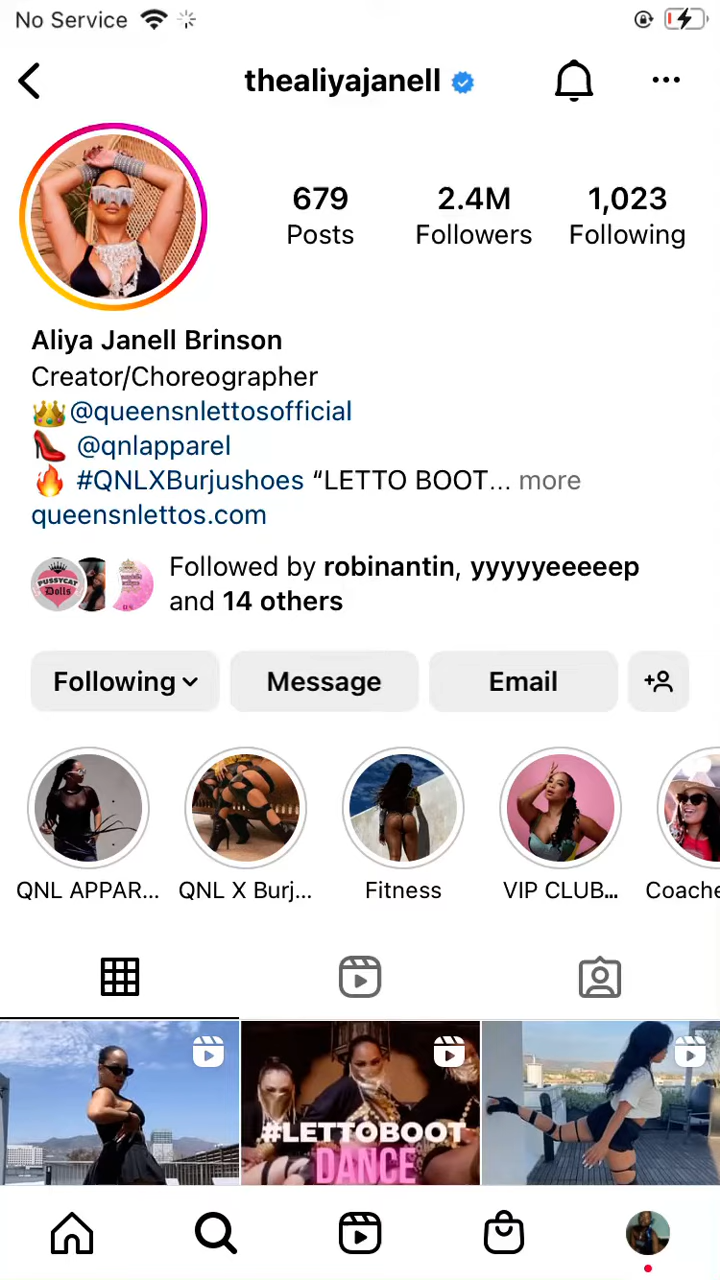 No Service
thealiyajanell
679
2.4M
1,023
Posts
Followers
Following
Aliya Janell Brinson
Creator/Choreographer
👑@queensnlettosofficial
👠 @qnlapparel
🔥 #QNLXBurjushoes “LETTO BOOT... more
queensnlettos.com
PUSSYCAT
Dolls
Followed by robinantin, yyyyyeeeeep
and 14 others
Following
Message
Email
QNL APPAR...
QNL X Burj...
Fitness
VIP CLUB...
Coache
#LETTOBOOT
DANCE